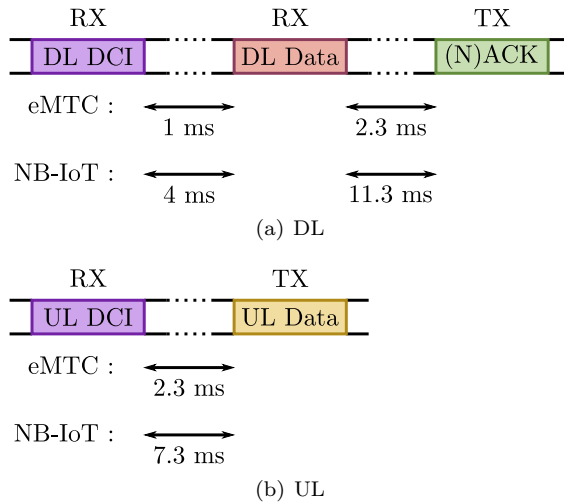 RX RX TX
DL DCI DL Data (N)ACK
eMTC :
1 ms 2.3 ms
NB-IoT :
4 ms 11.3 ms
(a) DL
RX TX
UL DCI UL Data
eMTC :
2.3 ms
NB-IoT :
7.3 ms
(b) UL